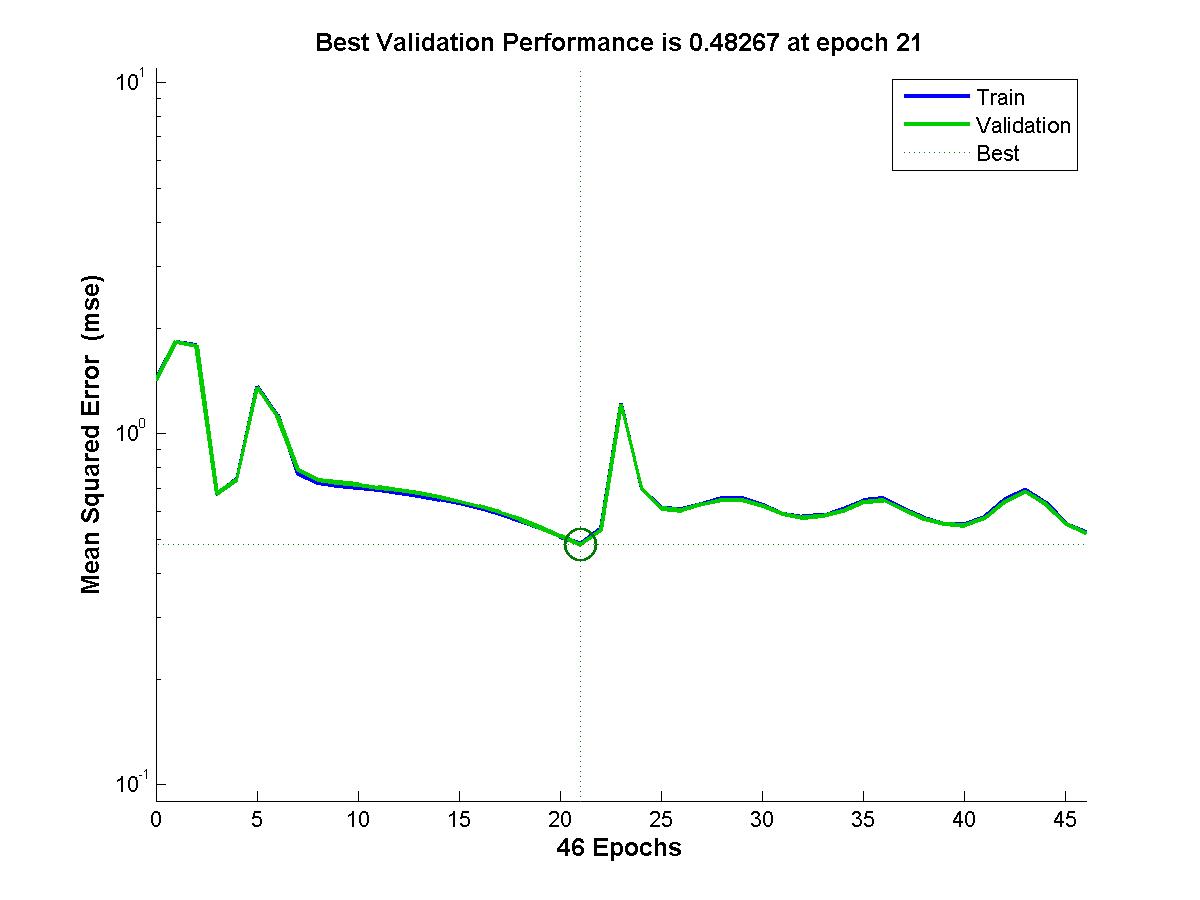 Best Validation Performance is 0.48267 at epoch 21
10^1
Train
Validation
Best
10^0
10^-1
Mean Squared Error (mse)
0 5 10 15 20 25 30 35 40 45
46 Epochs